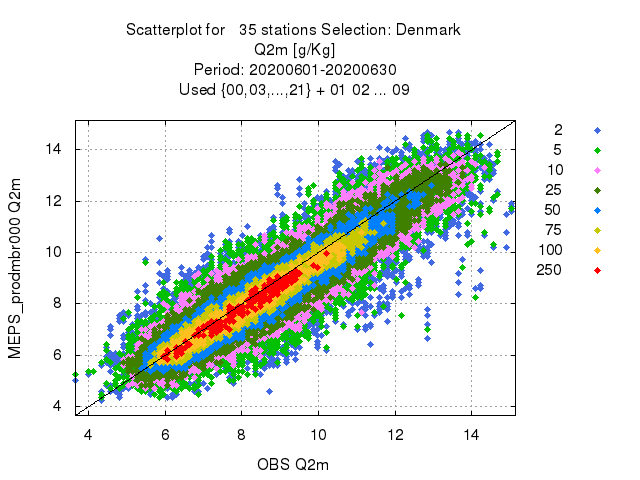 Scatterplot for 35 stations Selection: Denmark
Q2m [g/Kg]
Period: 20200601-20200630
Used {00,03,...,21} + 01 02 ... 09
MEPS_prodmbr000 Q2m
14
12
10
8
6
4
4 6 8 10 12 14
OBS Q2m
2
5
10
25
50
75
100
250